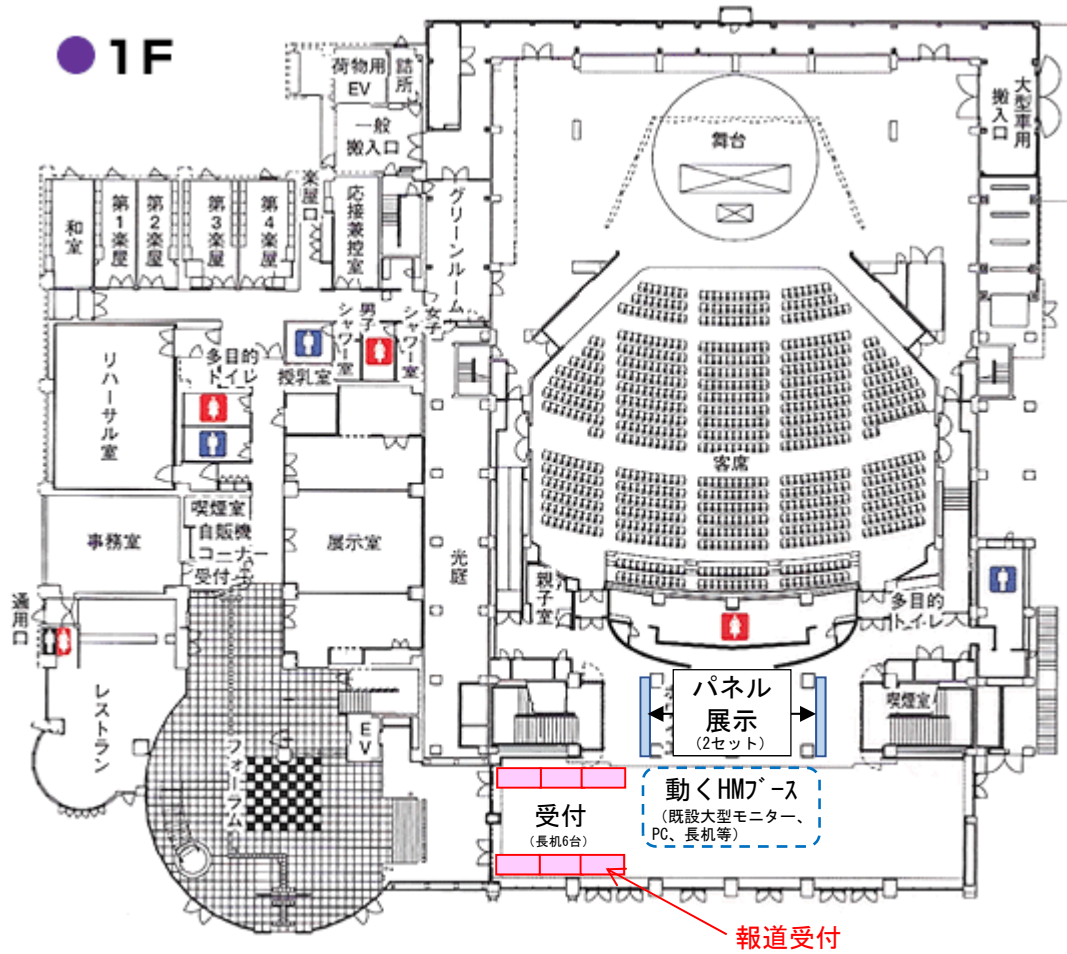 ●1F
荷物用
EV
詰所
一般
搬入口
大型車用
搬入口
舞台
楽屋口
応接兼控室
グリーンルーム
和室
第1楽屋
第2楽屋
第3楽屋
第4楽屋
男子
シャワー室
女子
シャワー室
多目的
トイレ
授乳室
リハーサル室
客席
喫煙室
自販機
コーナー
受付
事務室
展示室
光庭
親子室
多目的
トイレ
通用口
レストラン
フォーラム
EV
喫煙室
パネル
展示
(2セット)
受付
(長机6台)
動くHMブース
(既設大型モニター、
PC、長机等)
報道受付